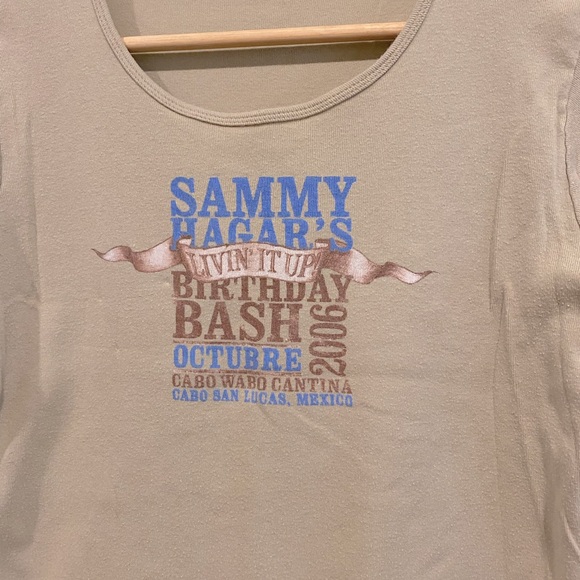 SAMMY
HAGAR'S
LIVIN' IT UP!
BIRTHDAY
BASH
2006
OCTUBRE
CABO WABO CANTINA
CABO SAN LUCAS, MEXICO